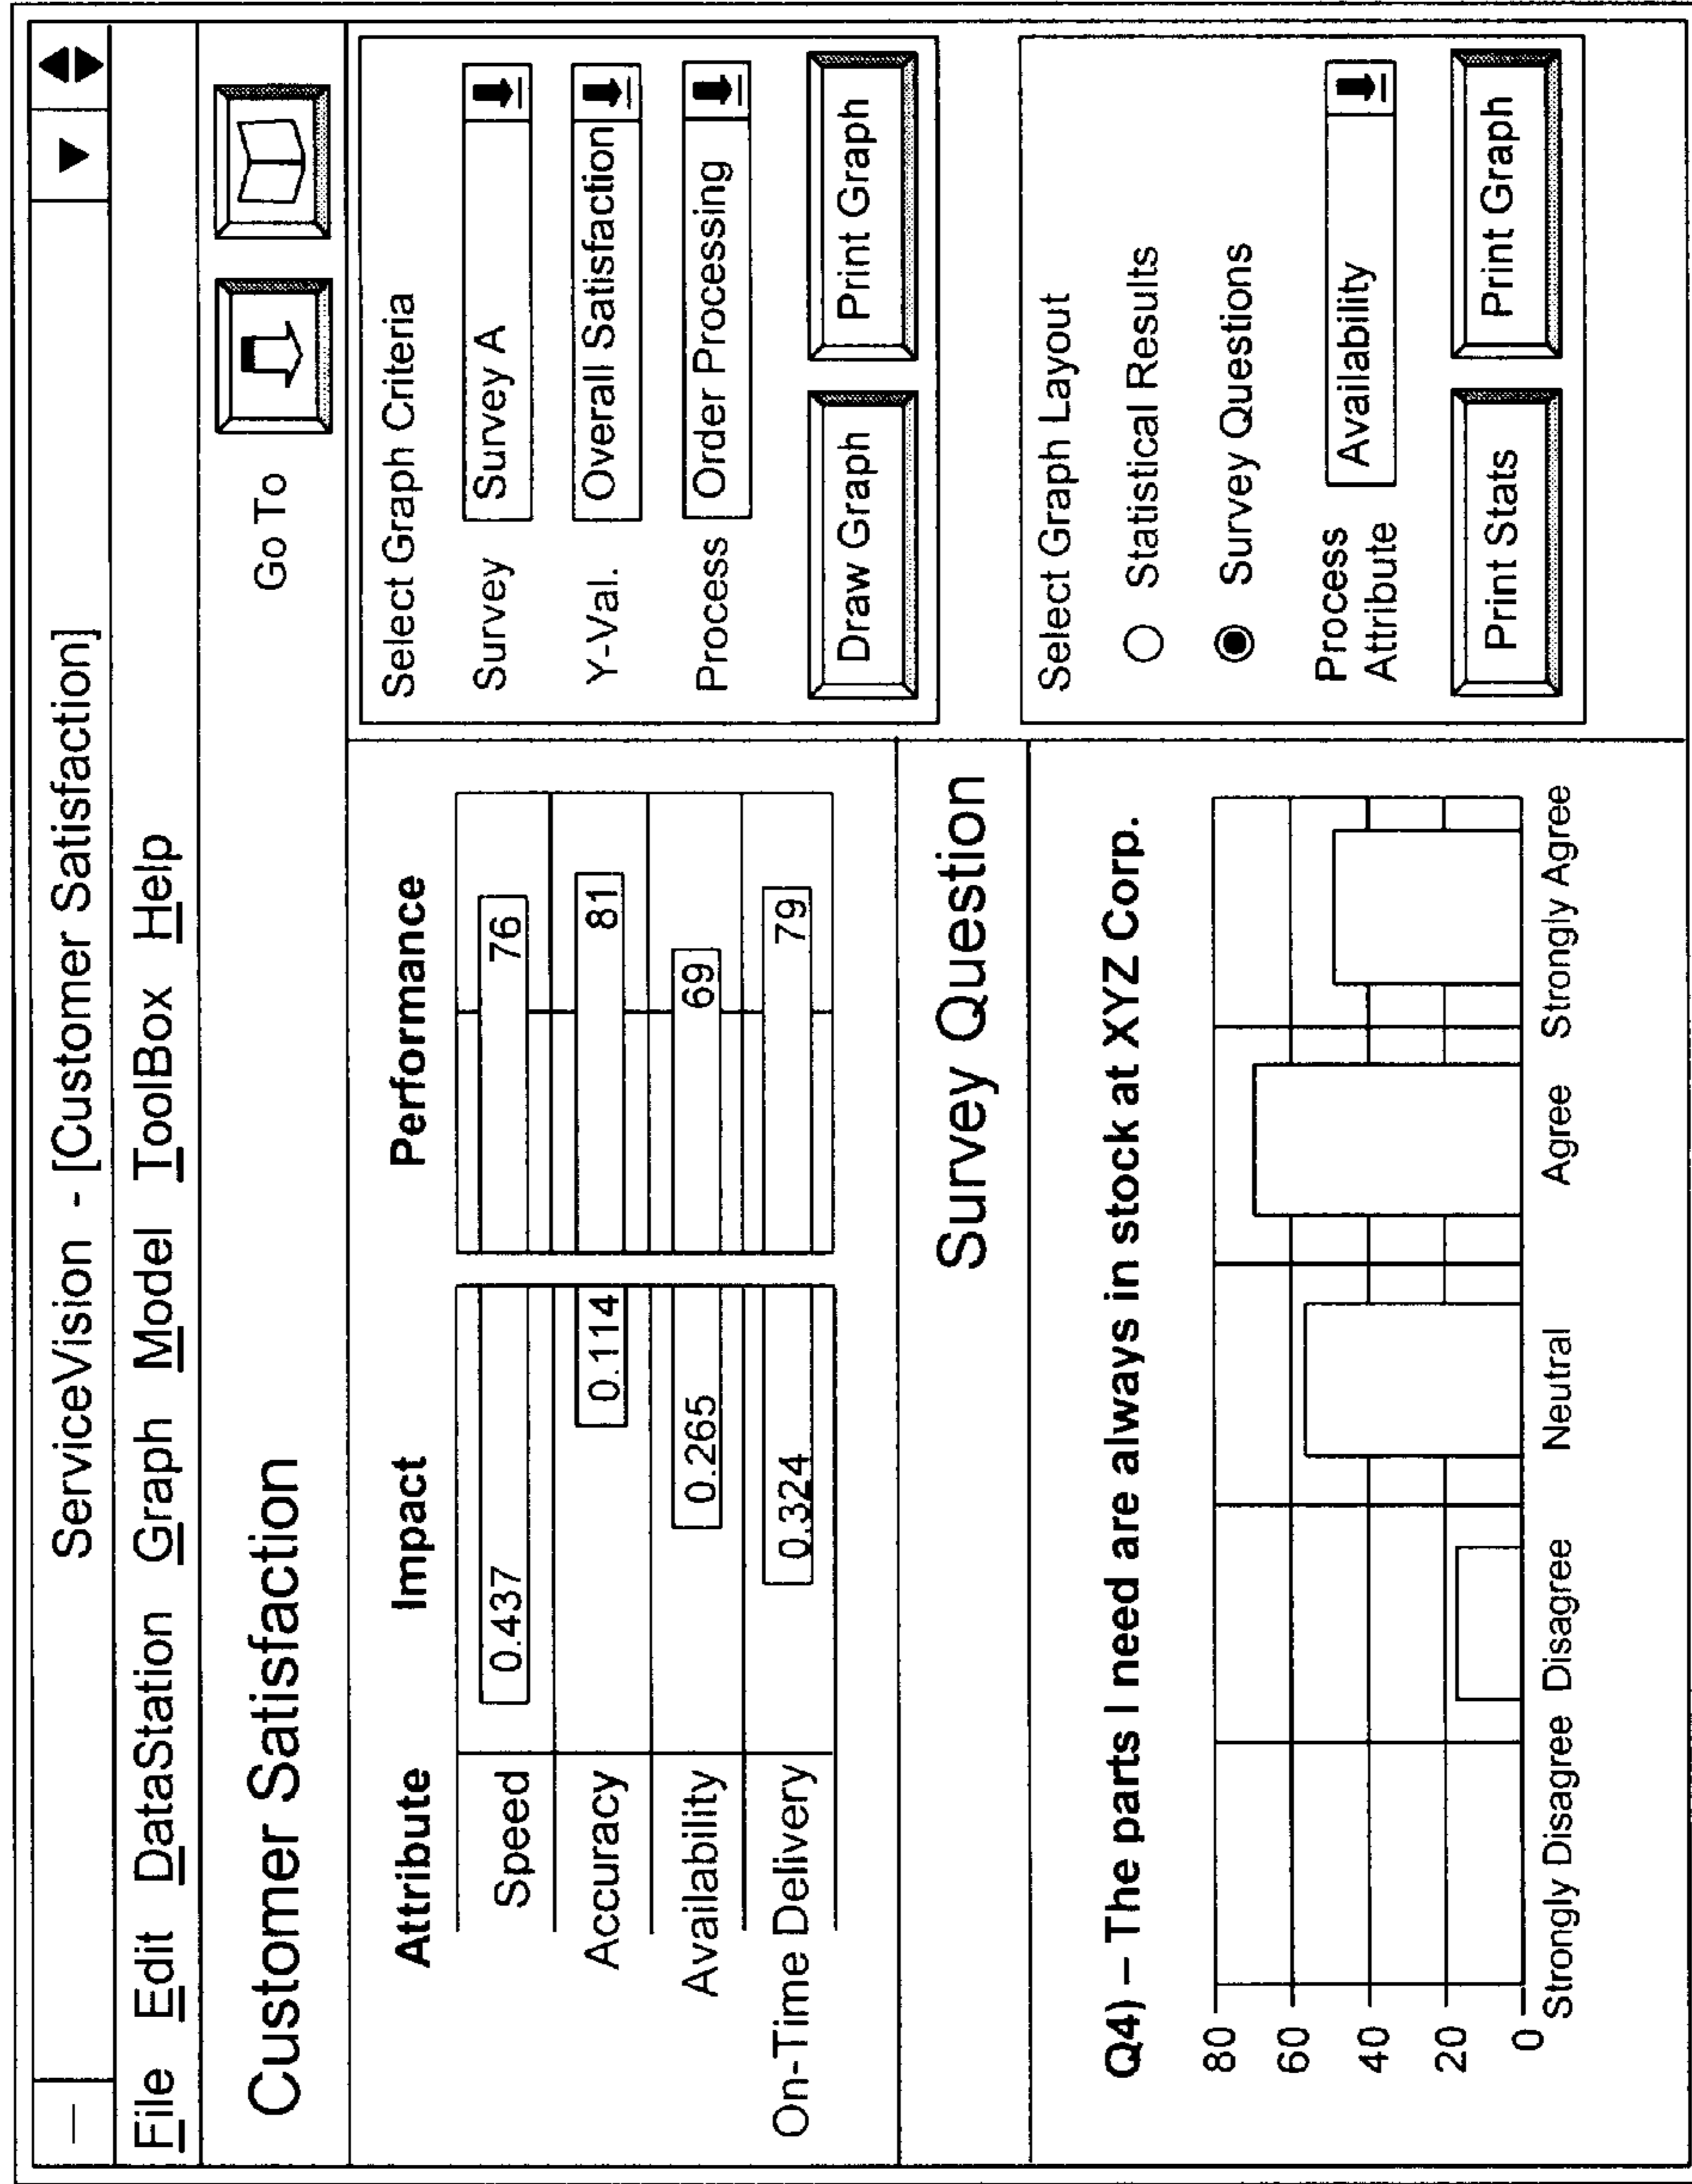 ServiceVision - [Customer Satisfaction]
File Edit DataStation Graph Model ToolBox Help
Customer Satisfaction
Go To
Attribute Impact Performance
Speed 0.437 76
Accuracy 0.114 81
Availability 0.265 69
On-Time Delivery 0.324 79
Select Graph Criteria
Survey Survey A
Y-Val. Overall Satisfaction
Process Order Processing
Draw Graph Print Graph
Survey Question
Q4) – The parts I need are always in stock at XYZ Corp.
80
60
40
20
0
Strongly Disagree Disagree Neutral Agree Strongly Agree
Select Graph Layout
Statistical Results
Survey Questions
Process
Attribute
Availability
Print Stats Print Graph